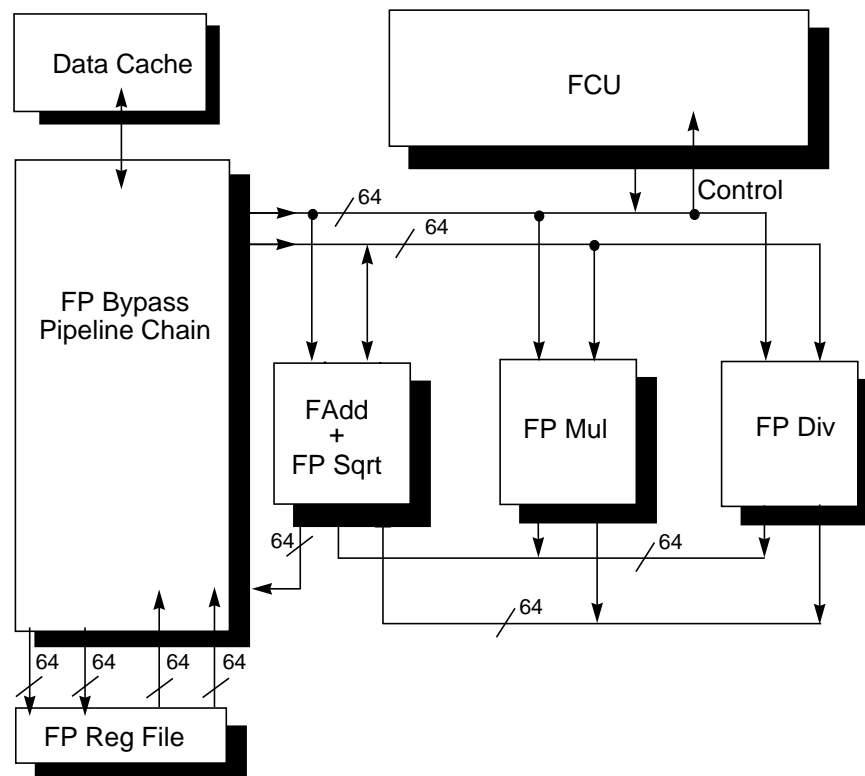 Data Cache
FCU
Control
64
64
FP Bypass
Pipeline Chain
FAdd
+
FP Sqrt
FP Mul
FP Div
64
64
64
64
64
64
64
FP Reg File